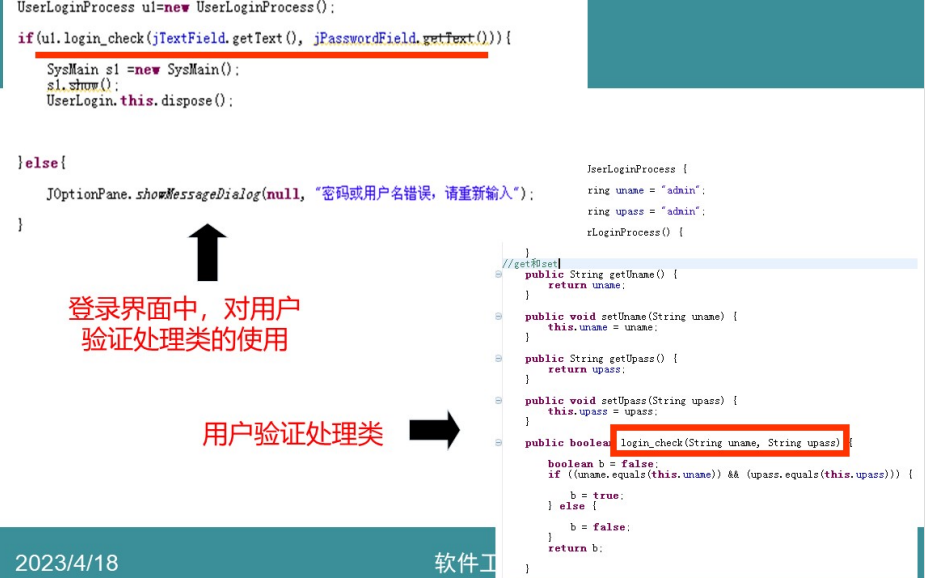 UserLoginProcess u1=new UserLoginProcess();
if(u1.login_check(jTextField.getText(), jPasswordField.getText())){
SysMain s1 =new SysMain();
s1.show();
UserLogin.this.dispose();
}else{
JOptionPane.showMessageDialog(null, "密码或用户名错误，请重新输入");
}
登录界面中，对用户
验证处理类的使用
用户验证处理类
JserLoginProcess {
ring uname = "admin";
ring upass = "admin";
rLoginProcess() {
}
//get和set
public String getUname() {
return uname;
}
public void setUname(String uname) {
this.uname = uname;
}
public String getUpass() {
return upass;
}
public void setUpass(String upass) {
this.upass = upass;
}
public boolean login_check(String uname, String upass) {
boolean b = false;
if ((uname.equals(this.uname)) && (upass.equals(this.upass))) {
b = true;
} else {
b = false;
}
return b;
}
2023/4/18
软件工